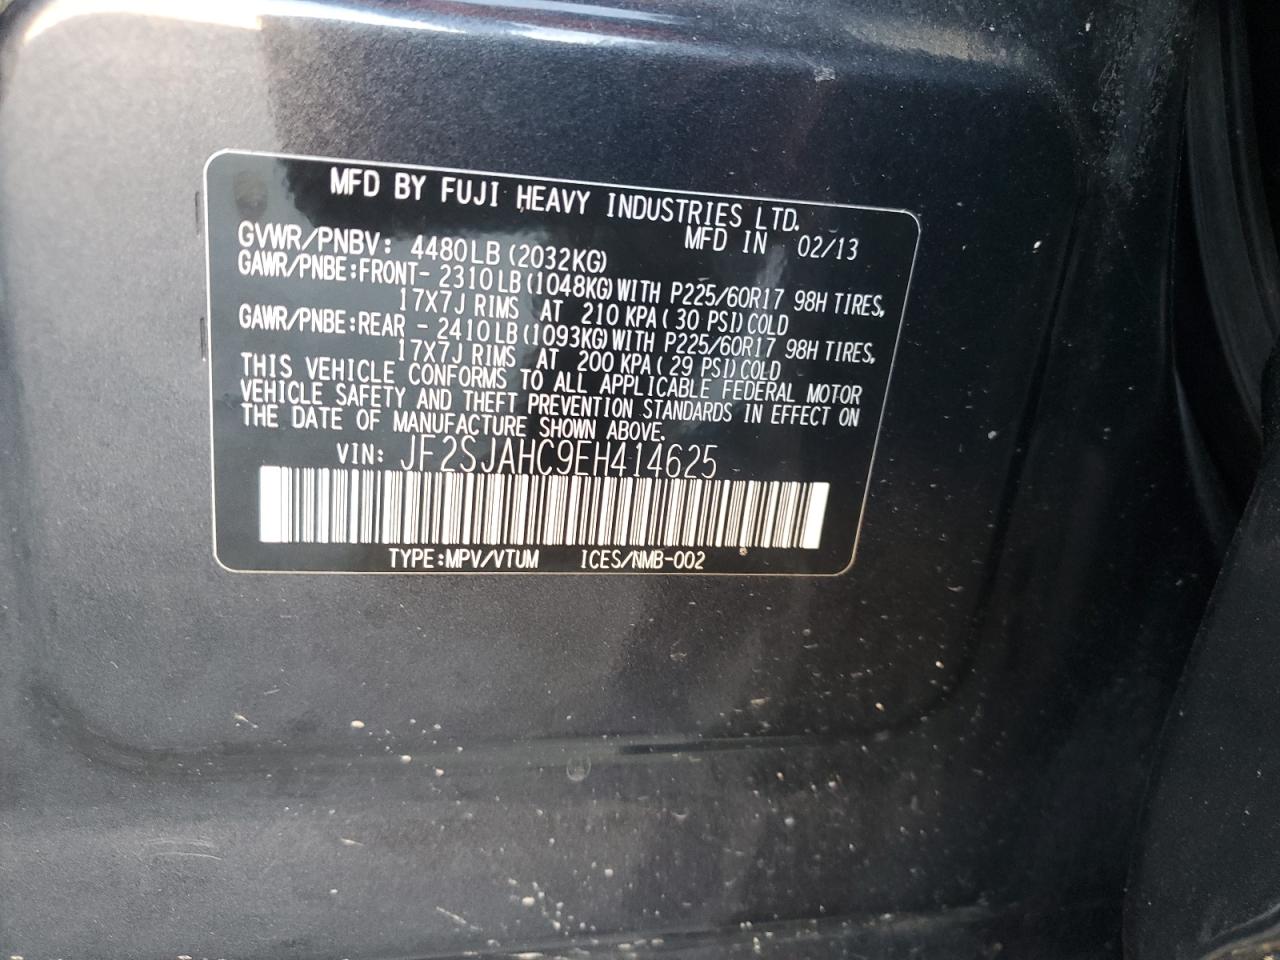 MFD BY FUJI HEAVY INDUSTRIES LTD.
MFD IN 02/13
GVWR/PNBV: 4480LB (2032KG)
GAWR/PNBE:FRONT- 2310LB(1048KG)WITH P225/60R17 98H TIRES,
17X7J RIMS AT 210 KPA(30 PSI)COLD
GAWR/PNBE:REAR - 2410LB(1093KG)WITH P225/60R17 98H TIRES,
17X7J RIMS AT 200 KPA(29 PSI)COLD
THIS VEHICLE CONFORMS TO ALL APPLICABLE FEDERAL MOTOR
VEHICLE SAFETY AND THEFT PREVENTION STANDARDS IN EFFECT ON
THE DATE OF MANUFACTURE SHOWN ABOVE.
VIN: JF2SJAHC9EH414625
TYPE:MPV/VTUM ICES/NMB-002